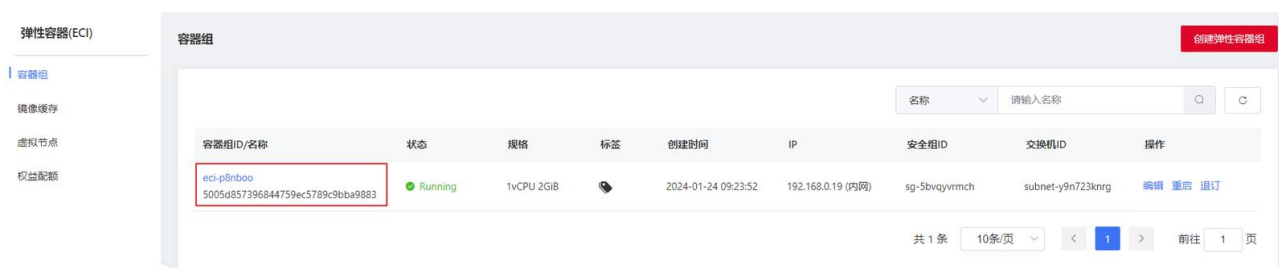 弹性容器(ECI)
容器组
镜像缓存
虚拟节点
权益配额
容器组
创建弹性容器组
名称 请输入名称
容器组ID/名称 状态 规格 标签 创建时间 IP 安全组ID 交换机ID 操作
eci-p8nboo
5005d857396844759ec5789c9bba9883
Running 1vCPU 2GiB 2024-01-24 09:23:52 192.168.0.19 (内网) sg-5bvqyvrmch subnet-y9n723knrg 编辑 重启 退订
共 1 条 10条/页 < 1 > 前往 1 页